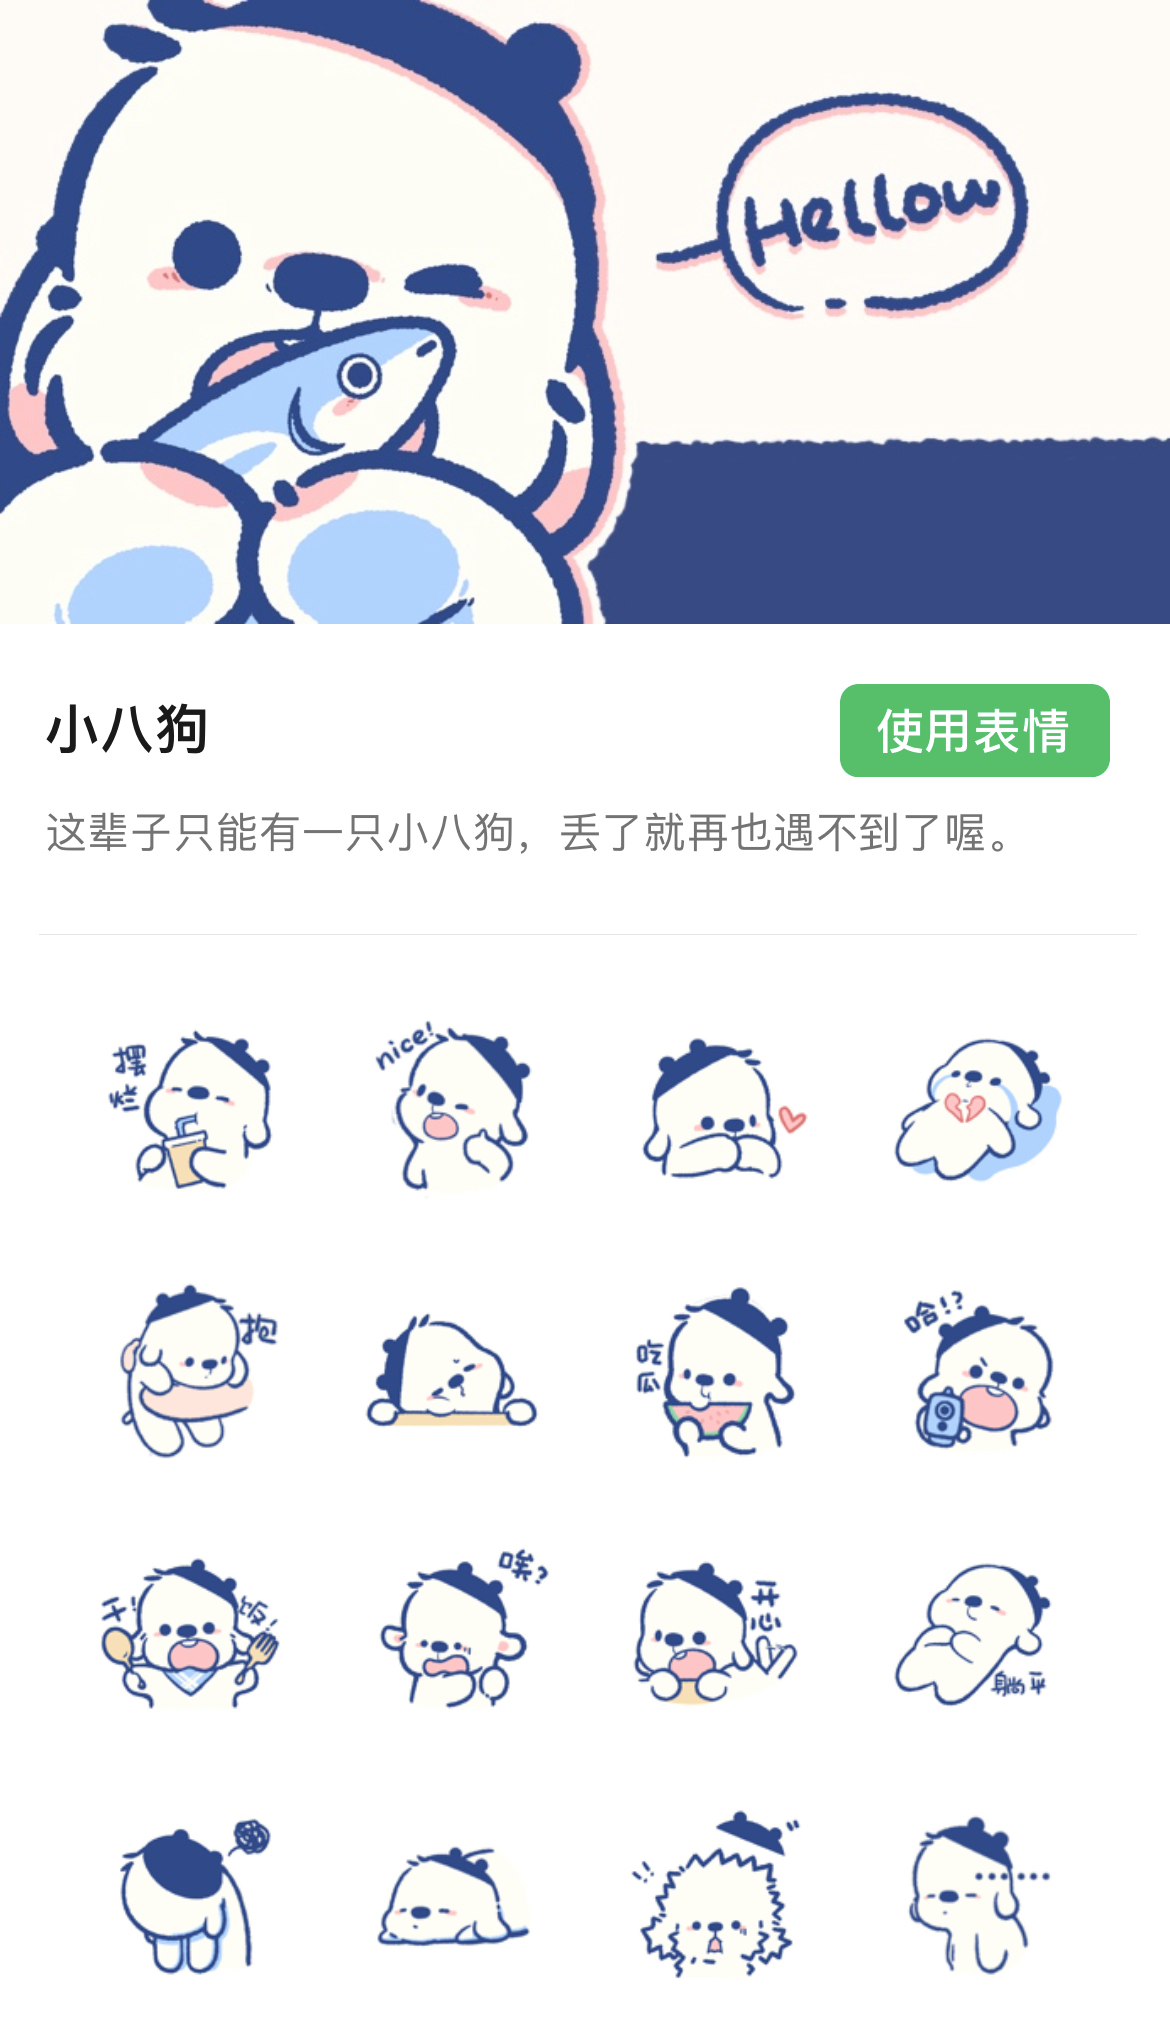 Hellow
小八狗
使用表情
这辈子只能有一只小八狗，丢了就再也遇不到了喔。
摆
烂
nice!
抱
吃
瓜
哈!?
干!
饭!
唉?
开
心
躺平
……